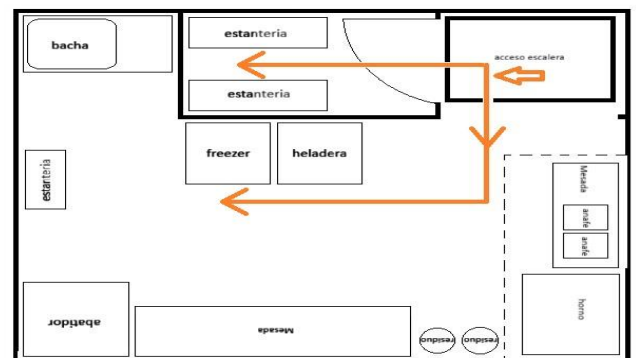 estanteria
bacha
acceso escalera
estanteria
freezer
heladera
estanteria
Mesada
anafe
anafe
horno
abatidor
Mesada
residuo
residuo